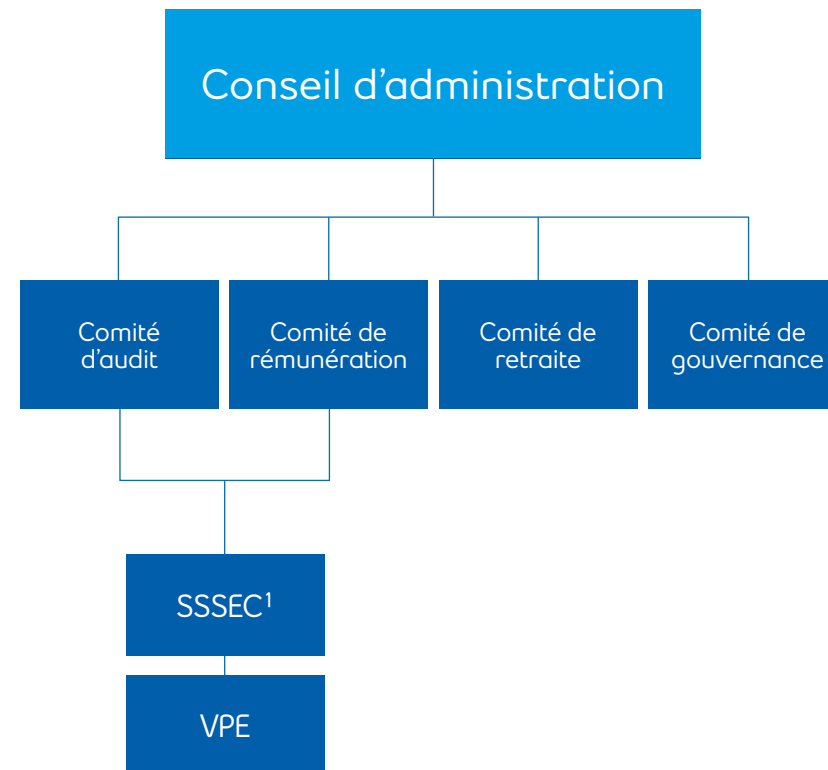 Conseil d’administration
Comité
d’audit
Comité de
rémunération
Comité de
retraite
Comité de
gouvernance
SSSEC¹
VPE